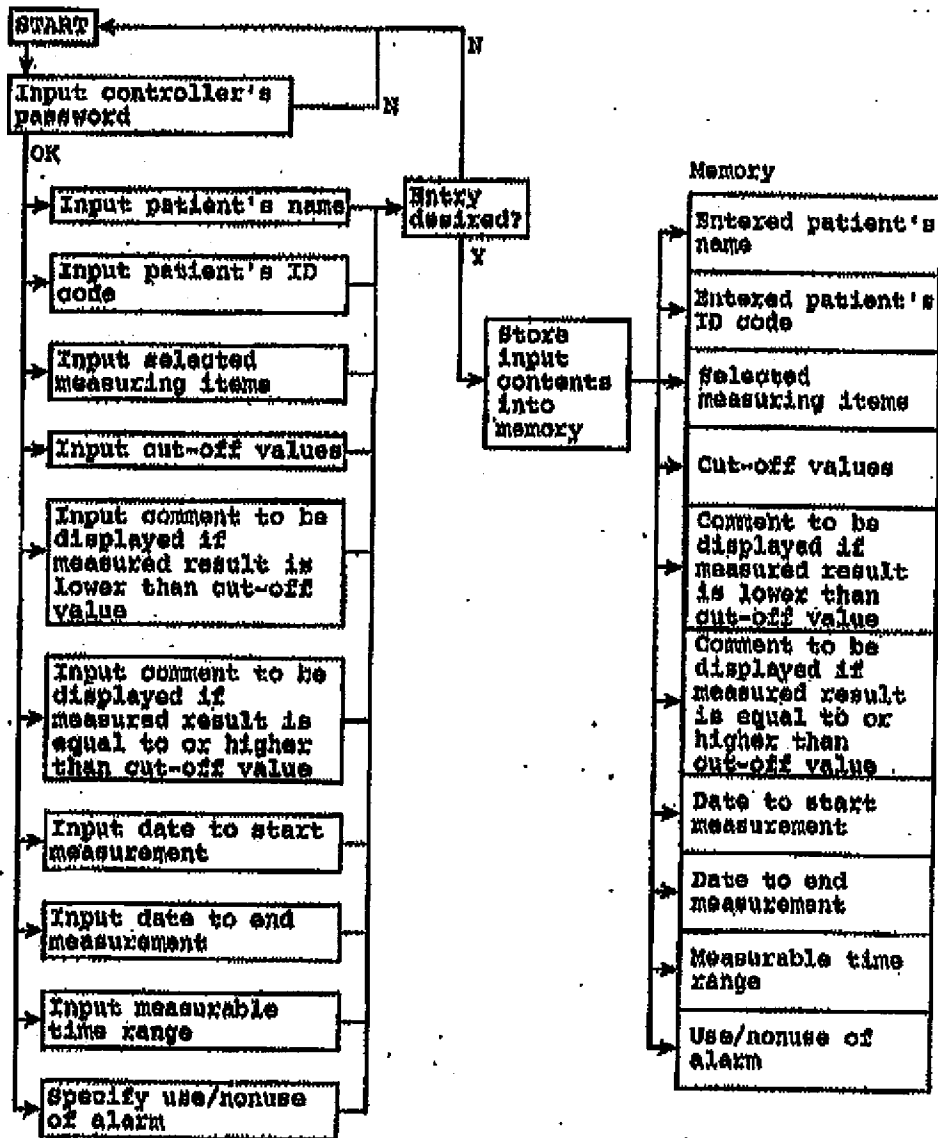 START
N
Input controller's
password
N
OK
Input patient's name
Input patient's ID
code
Input selected
measuring items
Input cut-off values
Input comment to be
displayed if
measured result is
lower than cut-off
value
Input comment to be
displayed if
measured result is
equal to or higher
than cut-off value
Input date to start
measurement
Input date to end
measurement
Input measurable
time range
Specify use/nonuse
of alarm
Entry
desired?
Y
Store
input
contents
into
memory
Memory
Entered patient's
name
Entered patient's
ID code
Selected
measuring items
Cut-off values
Comment to be
displayed if
measured result
is lower than
cut-off value
Comment to be
displayed if
measured result
is equal to or
higher than
cut-off value
Date to start
measurement
Date to end
measurement
Measurable time
range
Use/nonuse of
alarm